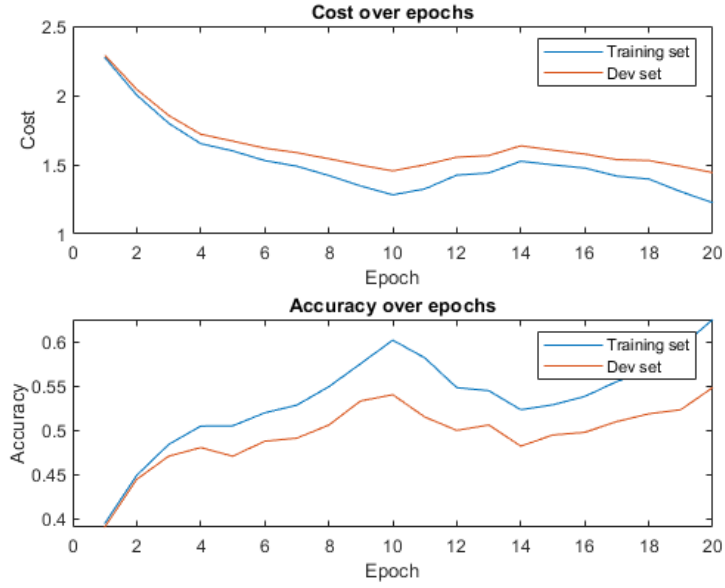 Cost over epochs
2.5
2
1.5
1
Cost
Training set
Dev set
0 2 4 6 8 10 12 14 16 18 20
Epoch
Accuracy over epochs
0.6
0.55
0.5
0.45
0.4
Accuracy
Training set
Dev set
0 2 4 6 8 10 12 14 16 18 20
Epoch